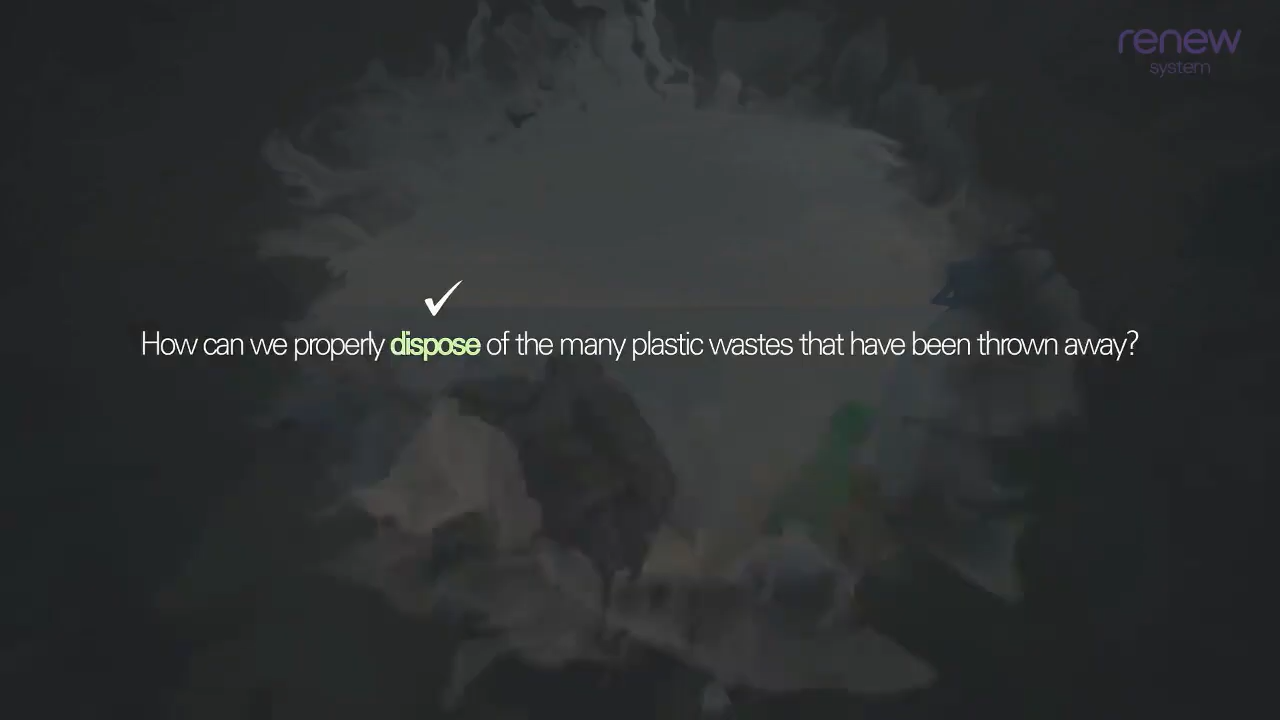 renew
system
How can we properly dispose of the many plastic wastes that have been thrown away?